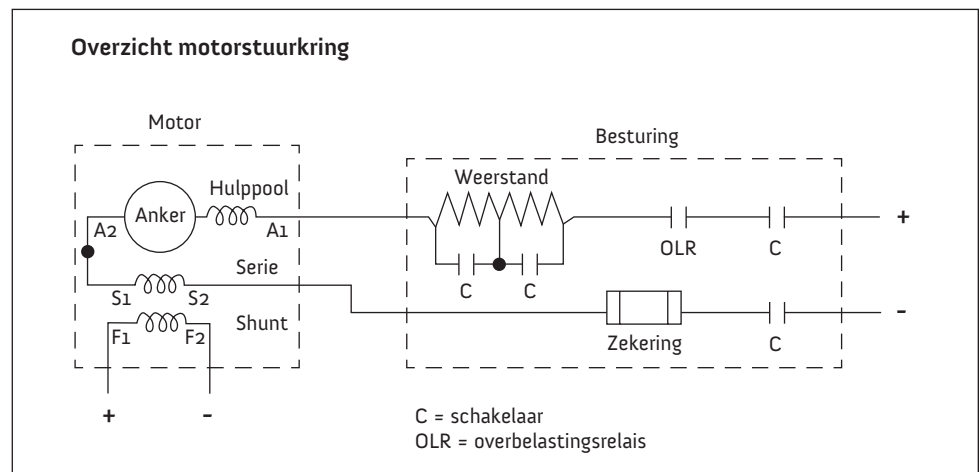 Overzicht motorstuurkring
Motor
Besturing
Hulppool
Weerstand
Anker
A2
A1
+
OLR
C
C
C
Serie
S1
S2
-
Shunt
F1
F2
Zekering
C
+
-
C = schakelaar
OLR = overbelastingsrelais